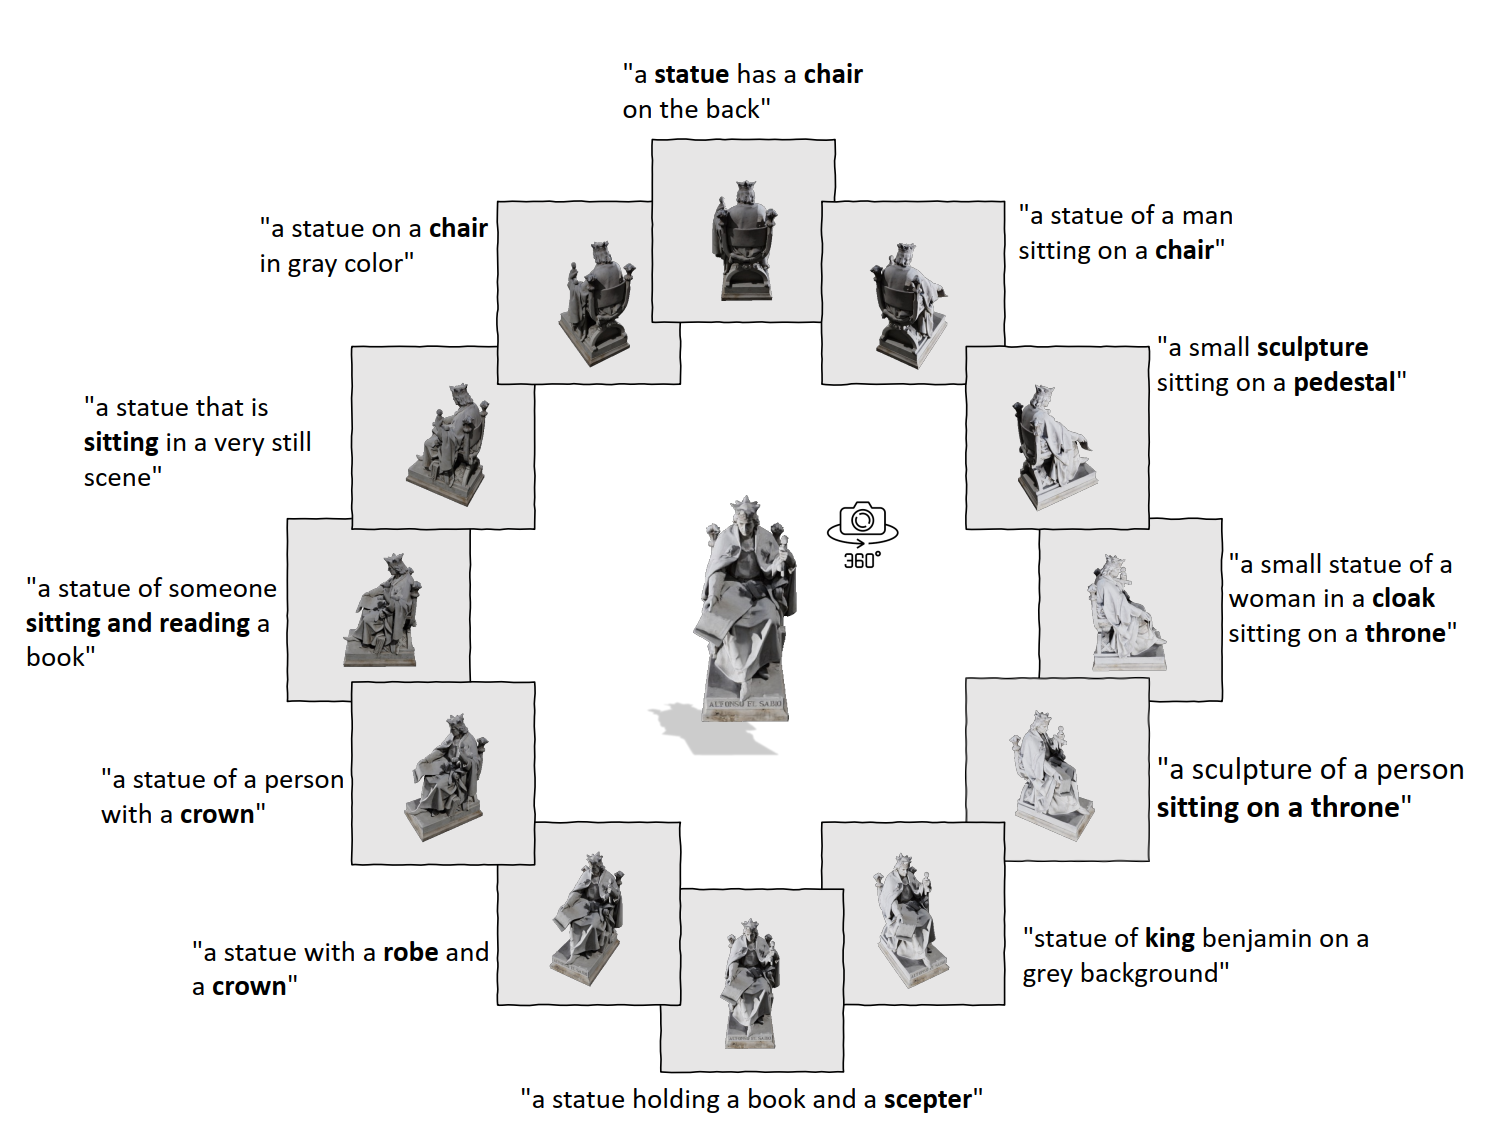 "a statue has a chair
on the back"
"a statue on a chair
in gray color"
"a statue of a man
sitting on a chair"
"a small sculpture
sitting on a pedestal"
"a statue that is
sitting in a very still
scene"
360°
"a statue of someone
sitting and reading a
book"
"a small statue of a
woman in a cloak
sitting on a throne"
ALFONSO EL SABIO
"a statue of a person
with a crown"
"a sculpture of a person
sitting on a throne"
"a statue with a robe and
a crown"
"statue of king benjamin on a
grey background"
ALFONSO EL SABIO
"a statue holding a book and a scepter"